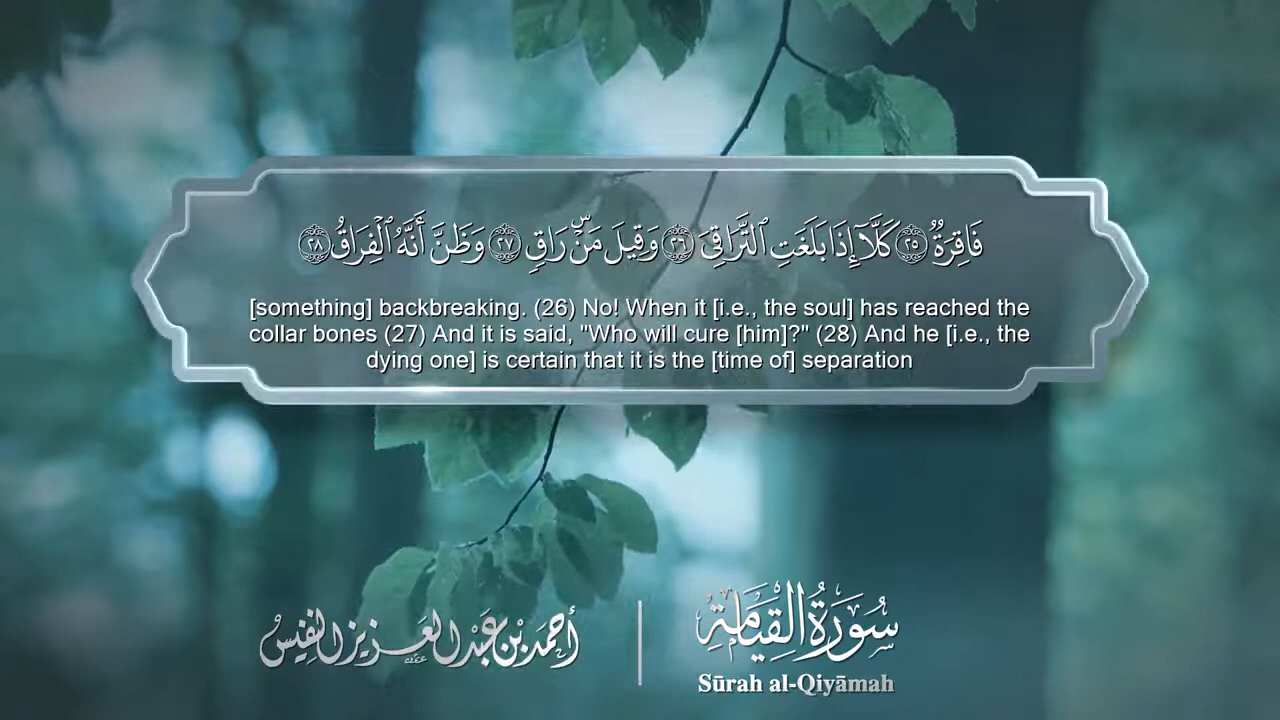 فَاقِرَةٌ ٢٥ كَلَّآ إِذَا بَلَغَتِ ٱلتَّرَاقِىَ ٢٦ وَقِيلَ مَنْ ۜ رَاقٍ ٢٧ وَظَنَّ أَنَّهُ ٱلْفِرَاقُ ٢٨
[something] backbreaking. (26) No! When it [i.e., the soul] has reached the
collar bones (27) And it is said, "Who will cure [him]?" (28) And he [i.e., the
dying one] is certain that it is the [time of] separation
سُورَةُ القِيَامَةِ
Sūrah al-Qiyāmah
أحمد بن عبد العزيز النفيس